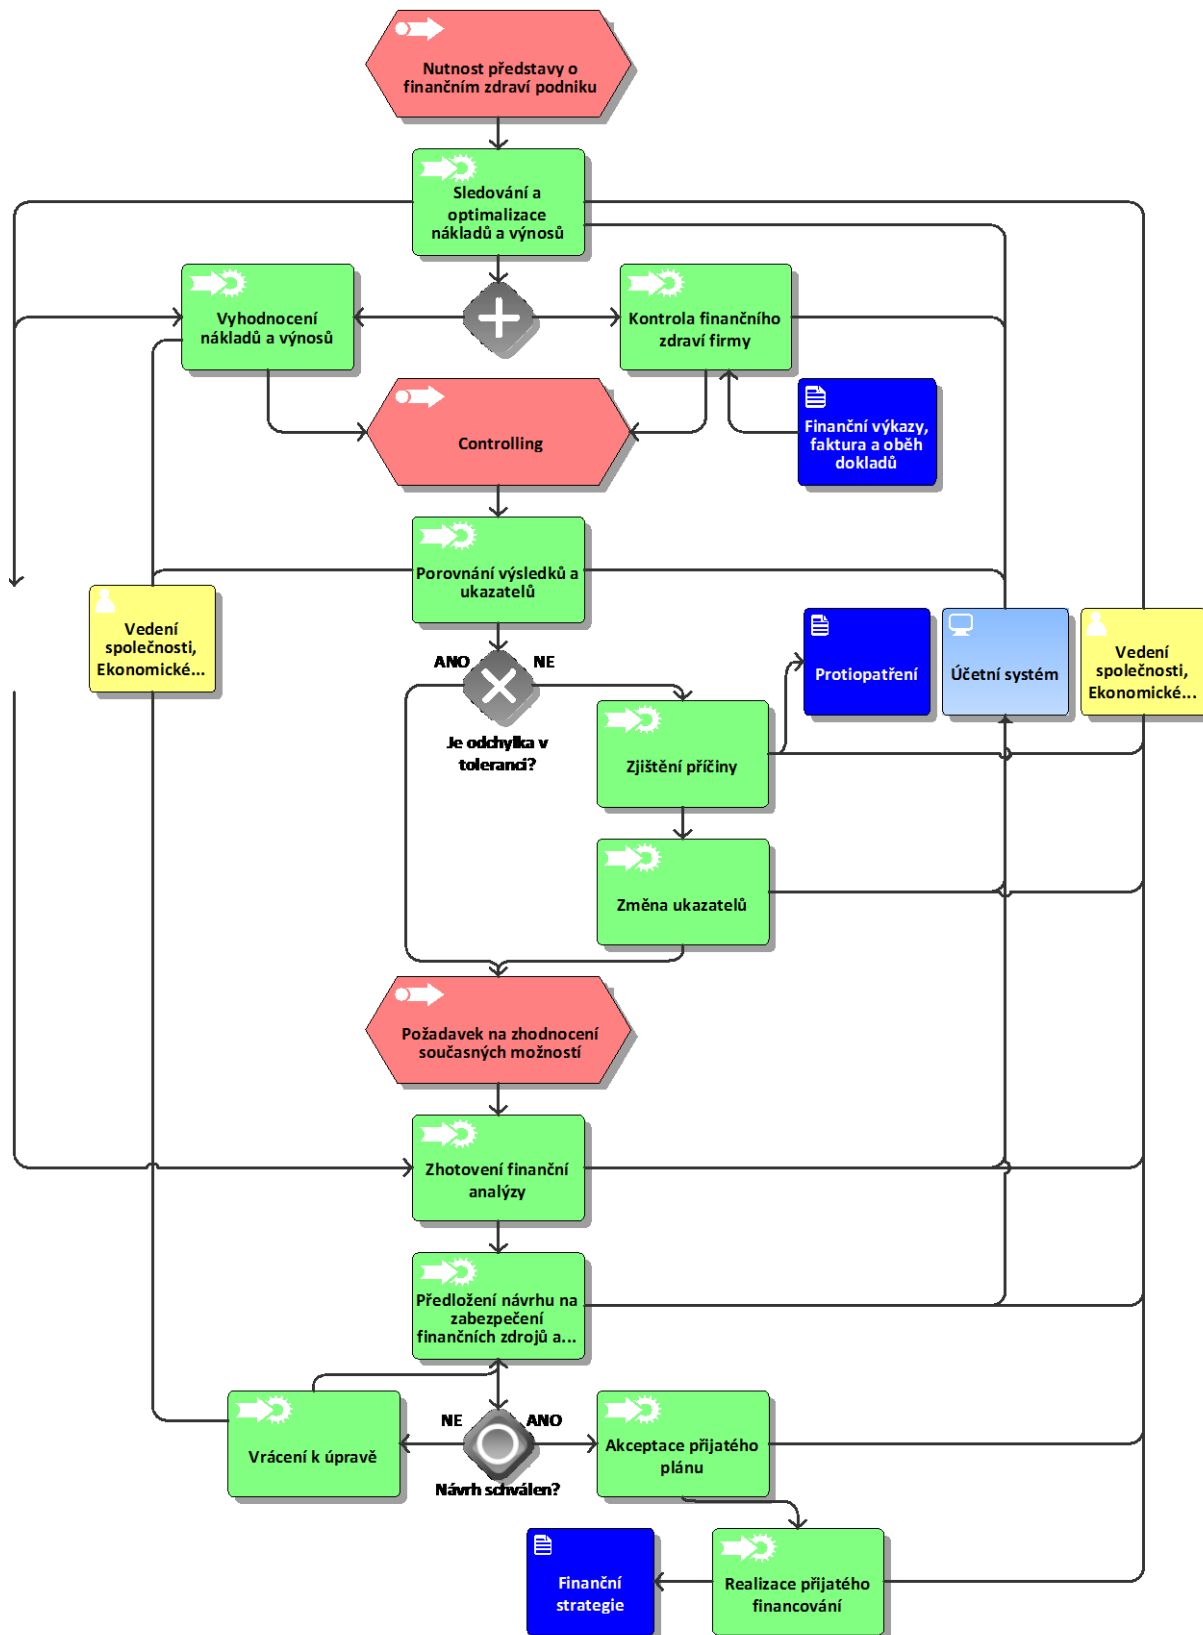 Nutnost představy o
finančním zdraví podniku
Sledování a
optimalizace
nákladů a výnosů
Vyhodnocení
nákladů a výnosů
Kontrola finančního
zdraví firmy
Controlling
Finanční výkazy,
faktura a oběh
dokladů
Porovnání výsledků a
ukazatelů
Vedení
společnosti,
Ekonomické...
ANO
NE
Je odchylka v
toleranci?
Protiopatření
Účetní systém
Vedení
společnosti,
Ekonomické...
Zjištění příčiny
Změna ukazatelů
Požadavek na zhodnocení
současných možností
Zhotovení finanční
analýzy
Předložení návrhu na
zabezpečení
finančních zdrojů a...
NE
ANO
Vrácení k úpravě
Návrh schválen?
Akceptace přijatého
plánu
Finanční
strategie
Realizace přijatého
financování